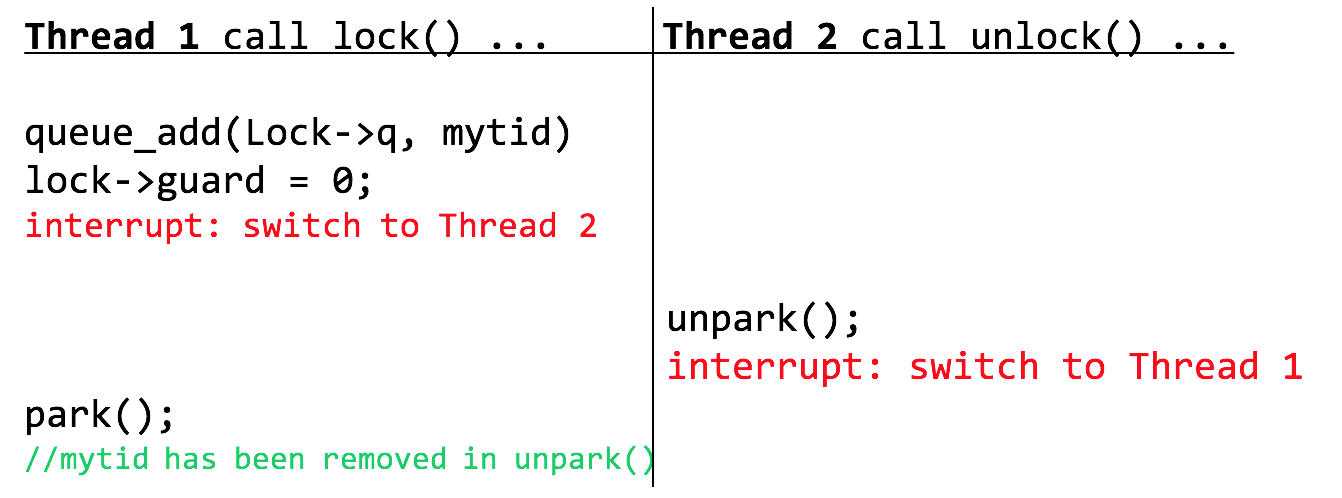 Thread 1 call lock() ...
Thread 2 call unlock() ...
queue_add(Lock->q, mytid)
lock->guard = 0;
interrupt: switch to Thread 2
unpark();
interrupt: switch to Thread 1
park();
//mytid has been removed in unpark()